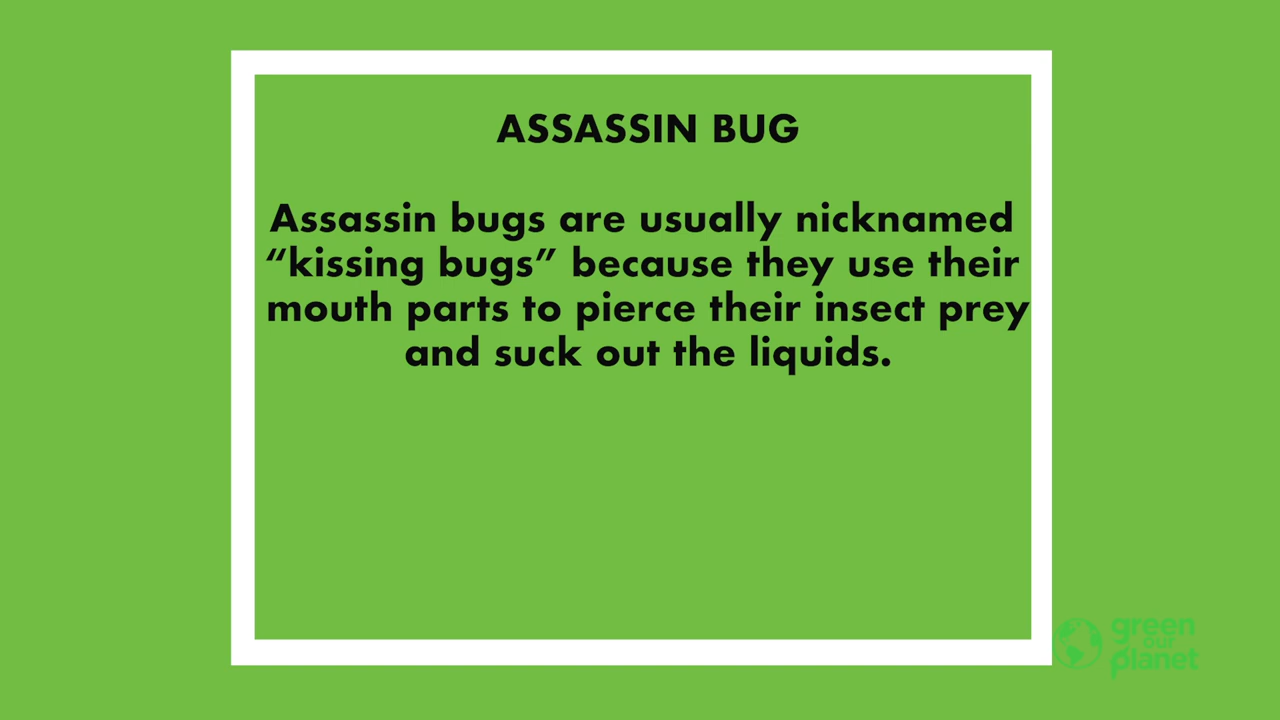 ASSASSIN BUG
Assassin bugs are usually nicknamed
“kissing bugs” because they use their
mouth parts to pierce their insect prey
and suck out the liquids.
green
our
planet